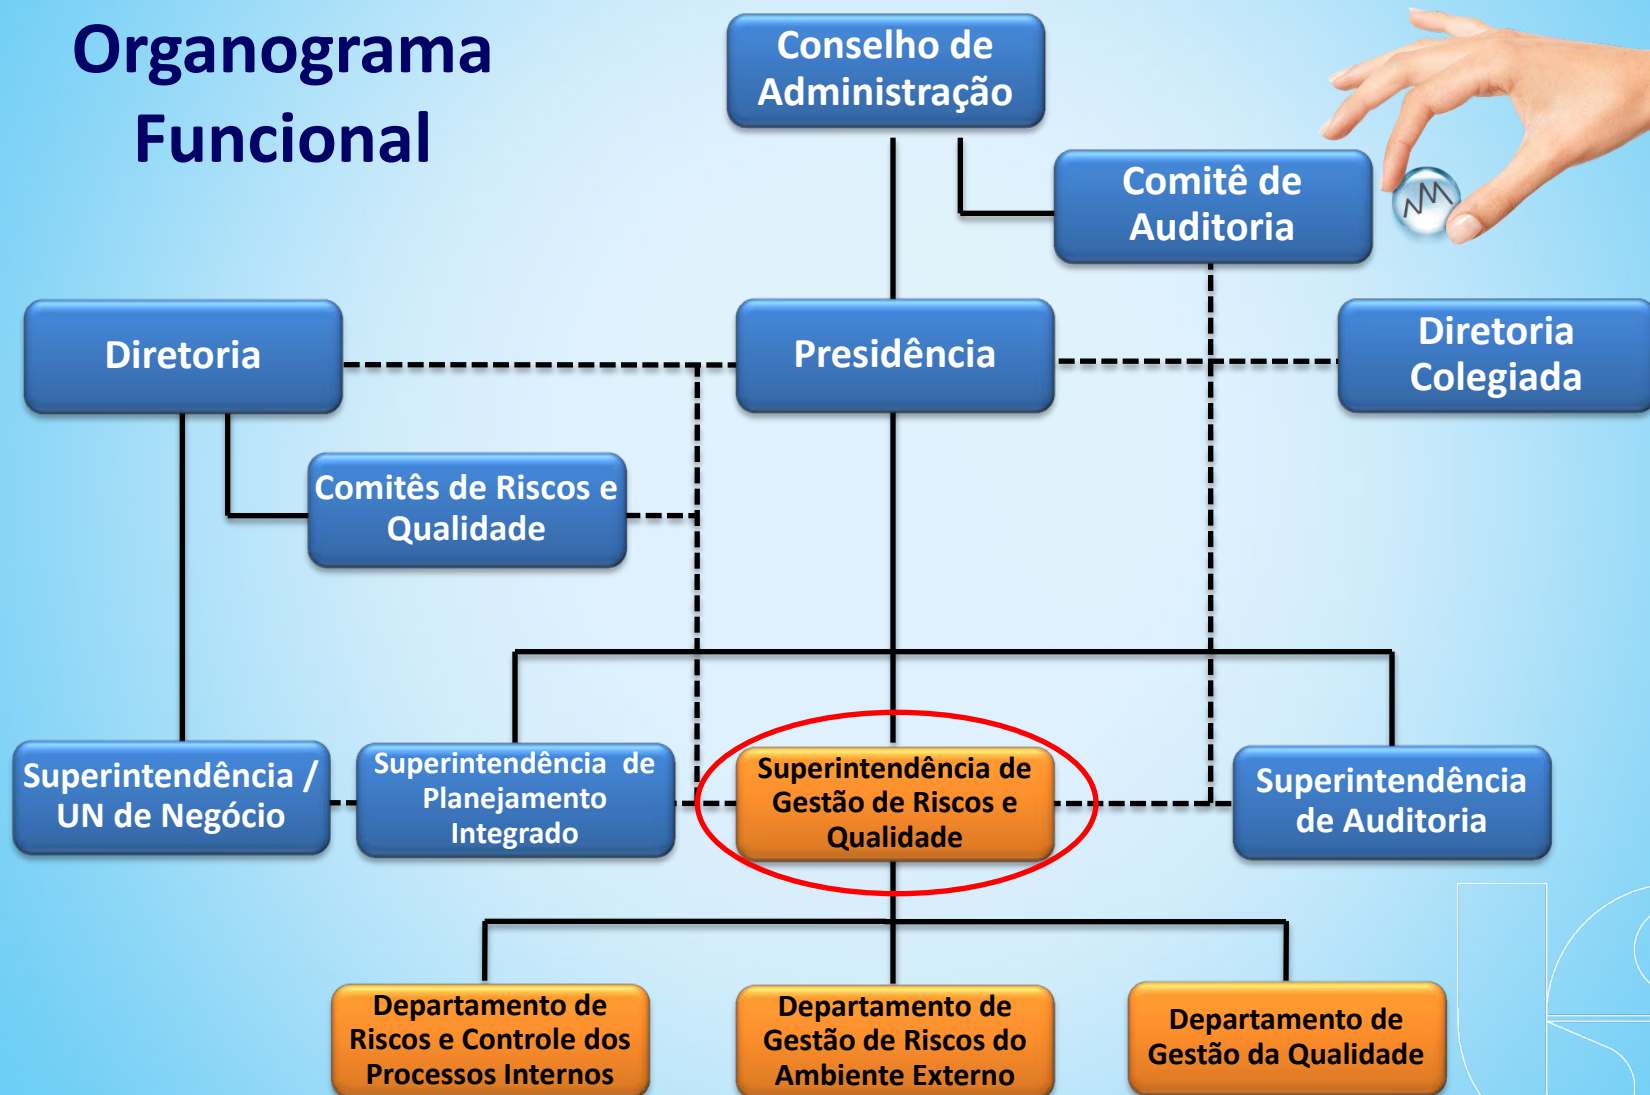 Organograma
Funcional
Conselho de
Administração
Comitê de
Auditoria
Diretoria
Presidência
Diretoria
Colegiada
Comitês de Riscos e
Qualidade
Superintendência /
UN de Negócio
Superintendência de
Planejamento
Integrado
Superintendência de
Gestão de Riscos e
Qualidade
Superintendência
de Auditoria
Departamento de
Riscos e Controle dos
Processos Internos
Departamento de
Gestão de Riscos do
Ambiente Externo
Departamento de
Gestão da Qualidade